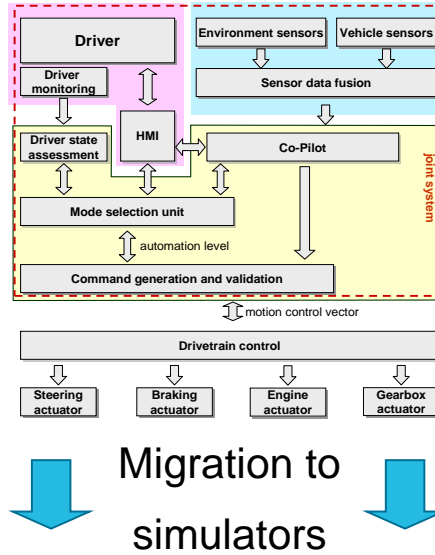 Driver
Environment sensors
Vehicle sensors
Driver
monitoring
Sensor data fusion
HMI
Driver state
assessment
Co-Pilot
joint system
Mode selection unit
automation level
Command generation and validation
motion control vector
Drivetrain control
Steering
actuator
Braking
actuator
Engine
actuator
Gearbox
actuator
Migration to
simulators